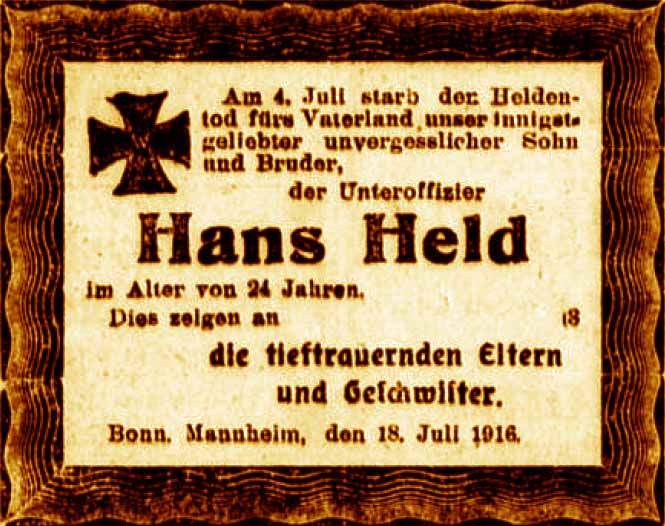 Am 4. Juli starb den Helden-
tod fürs Vaterland unser innigst-
geliebter unvergesslicher Sohn
und Bruder,
der Unteroffizier
Hans Held
im Alter von 24 Jahren.
Dies zeigen an
(8
die tieftrauernden Eltern
und Geschwister.
Bonn, Mannheim, den 18. Juli 1916.